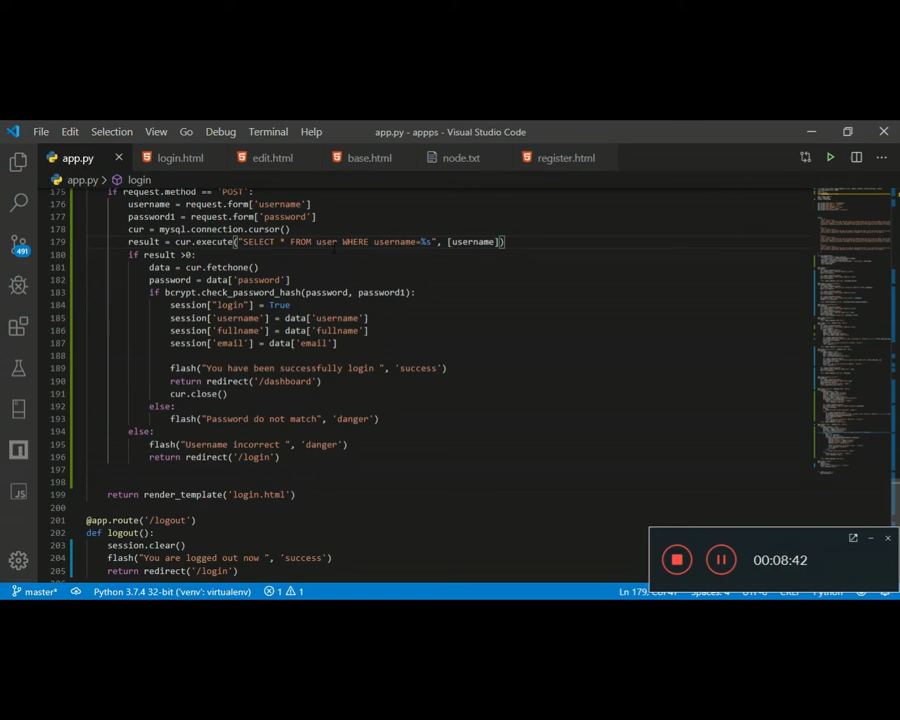 File Edit Selection View Go Debug Terminal Help app.py - appps - Visual Studio Code
app.py login.html edit.html base.html node.txt register.html
app.py login
175 if request.method == 'POST':
176 username = request.form['username']
177 password1 = request.form['password']
178 cur = mysql.connection.cursor()
179 result = cur.execute("SELECT * FROM user WHERE username=%s", [username])
180 if result >0:
181 data = cur.fetchone()
182 password = data['password']
183 if bcrypt.check_password_hash(password, password1):
184 session["login"] = True
185 session['username'] = data['username']
186 session['fullname'] = data['fullname']
187 session['email'] = data['email']
188
189 flash("You have been successfully login ", 'success')
190 return redirect('/dashboard')
191 cur.close()
192 else:
193 flash("Password do not match", 'danger')
194 else:
195 flash("Username incorrect ", 'danger')
196 return redirect('/login')
197
198
199 return render_template('login.html')
200
201 @app.route('/logout')
202 def logout():
203 session.clear()
204 flash("You are logged out now ", 'success')
205 return redirect('/login')
491
JS
00:08:42
master* Python 3.7.4 32-bit ('venv': virtualenv) 1 1